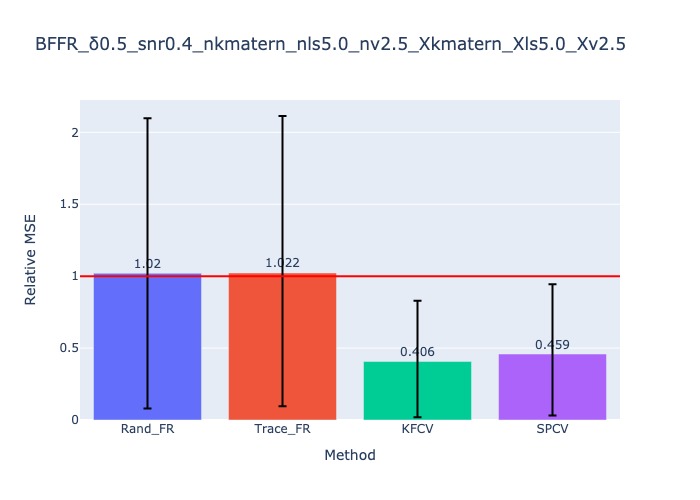 BFFR_δ0.5_snr0.4_nkmatern_nls5.0_nv2.5_Xkmatern_Xls5.0_Xv2.5
Relative MSE
2
1.5
1
0.5
0
1.02
1.022
0.406
0.459
Rand_FR
Trace_FR
KFCV
SPCV
Method